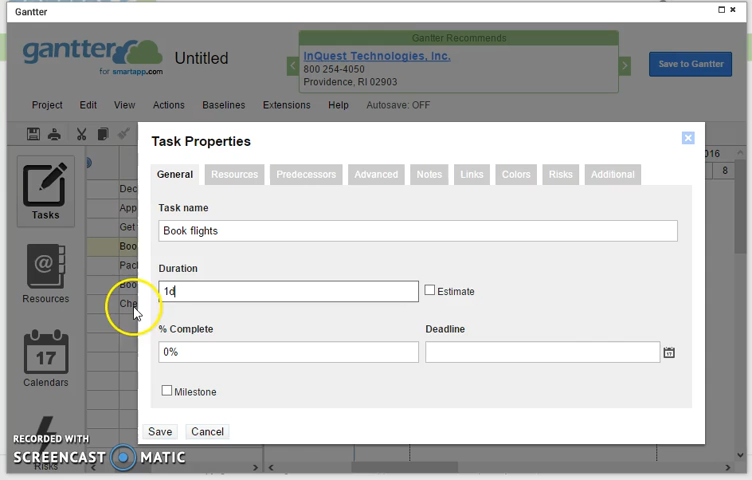 Gantter
gantter
for smartapp.com
Untitled
Gantter Recommends
InQuest Technologies, Inc.
800 254-4050
Providence, RI 02903
Save to Gantter
Project Edit View Actions Baselines Extensions Help Autosave: OFF
Task Properties
General Resources Predecessors Advanced Notes Links Colors Risks Additional
Task name
Book flights
Duration
1d
Estimate
% Complete
Deadline
0%
17
Milestone
Save Cancel
Tasks
@
Resources
17
Calendars
Risks
Dec
App
Get
Boo
Pac
Boo
Che
016
8
RECORDED WITH
SCREENCAST MATIC